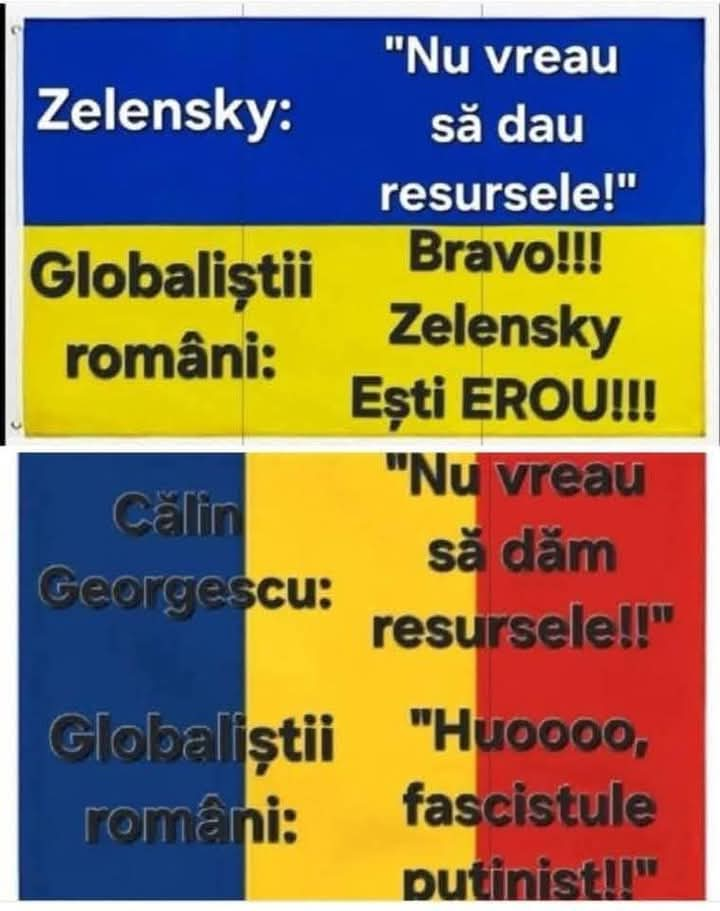 Zelensky:
"Nu vreau
să dau
resursele!"
Globaliștii
români:
Bravo!!!
Zelensky
Ești EROU!!!
Călin
Georgescu:
"Nu vreau
să dăm
resursele!!"
Globaliștii
români:
"Huoooo,
fascistule
putinist!!"